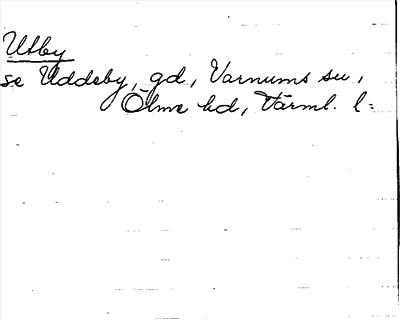 Utby
se Uddeby, gd, Varnums sn,
Ölme hd, Värml. l: